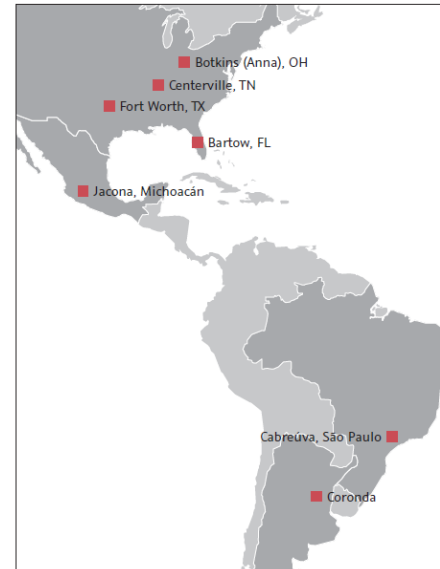 Botkins (Anna), OH
Centerville, TN
Fort Worth, TX
Bartow, FL
Jacona, Michoacán
Cabreúva, São Paulo
Coronda